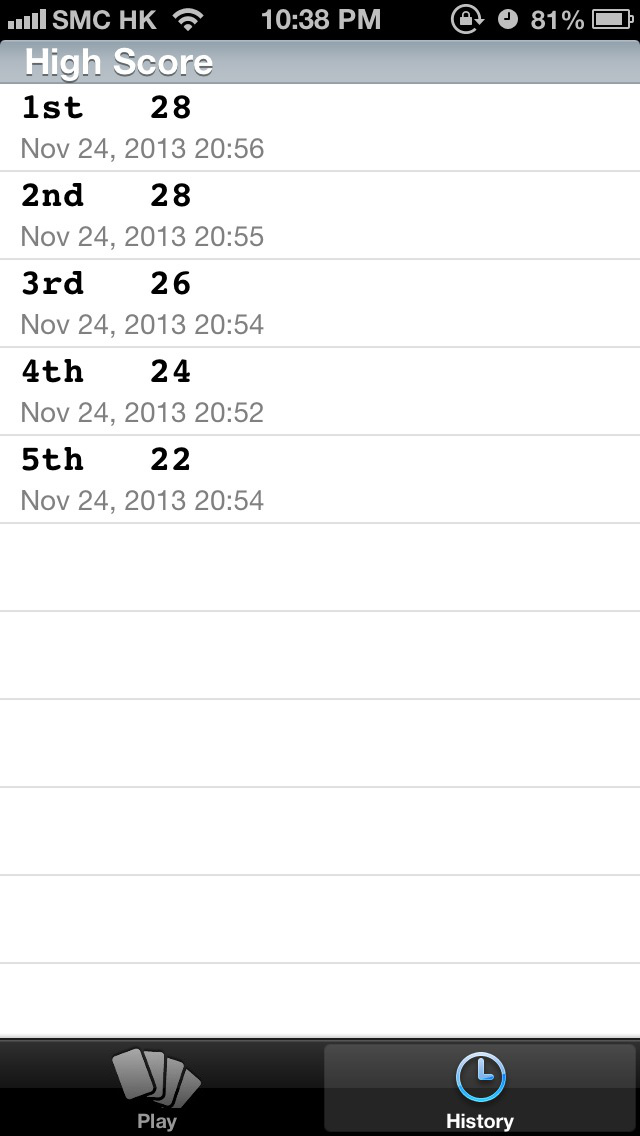 SMC HK 10:38 PM 81%
High Score
1st 28
Nov 24, 2013 20:56
2nd 28
Nov 24, 2013 20:55
3rd 26
Nov 24, 2013 20:54
4th 24
Nov 24, 2013 20:52
5th 22
Nov 24, 2013 20:54
Play History